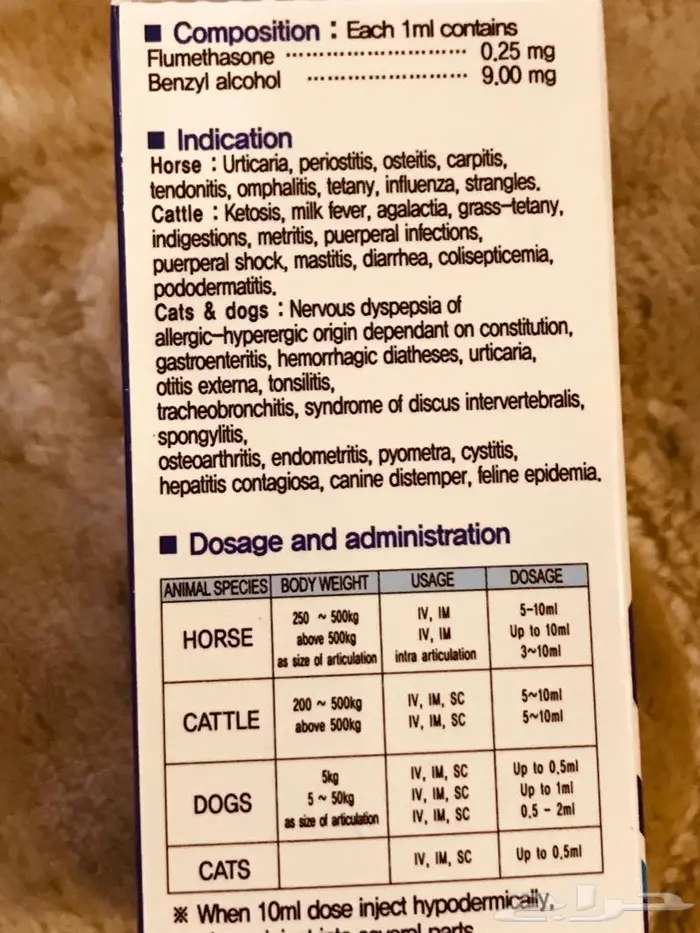 ■ Composition : Each 1ml contains
Flumethasone ........................... 0.25 mg
Benzyl alcohol ........................ 9.00 mg
■ Indication
Horse : Urticaria, periostitis, osteitis, carpitis,
tendonitis, omphalitis, tetany, influenza, strangles.
Cattle : Ketosis, milk fever, agalactia, grass-tetany,
indigestions, metritis, puerperal infections,
puerperal shock, mastitis, diarrhea, colisepticemia,
pododermatitis.
Cats & dogs : Nervous dyspepsia of
allergic-hyperergic origin dependant on constitution,
gastroenteritis, hemorrhagic diatheses, urticaria,
otitis externa, tonsilitis,
tracheobronchitis, syndrome of discus intervertebralis,
spongylitis,
osteoarthritis, endometritis, pyometra, cystitis,
hepatitis contagiosa, canine distemper, feline epidemia.
■ Dosage and administration
ANIMAL SPECIES BODY WEIGHT USAGE DOSAGE
HORSE
250 ~ 500kg IV, IM 5-10ml
above 500kg IV, IM Up to 10ml
as size of articulation intra articulation 3~10ml
CATTLE
200 ~ 500kg IV, IM, SC 5~10ml
above 500kg IV, IM, SC 5~10ml
DOGS
5kg IV, IM, SC Up to 0.5ml
5 ~ 50kg IV, IM, SC Up to 1ml
as size of articulation IV, IM, SC 0.5 - 2ml
CATS IV, IM, SC Up to 0.5ml
※ When 10ml dose inject hypodermically,
into several parts
حراج